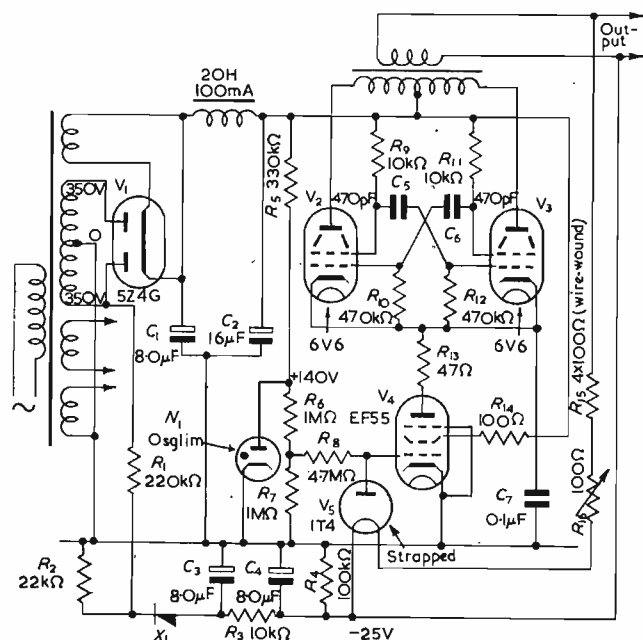 Out-
put
20H
100mA
350V
V₁
O
350V
5Z4G
C₁
8·0μF
C₂
16μF
R₅ 330kΩ
R₉
10kΩ
R₁₁
10kΩ
V₂
470pF
C₅
470pF
C₆
V₃
R₁₀
470kΩ
R₁₂
470kΩ
6V6
6V6
R₁₃
47Ω
V₄
EF55
R₁₄
100Ω
R₁₅ 4x100Ω (wire-wound)
100Ω
R₁₆
C₇
0·1μF
+140V
N₁
Osglim
R₆
1MΩ
R₇
1MΩ
R₈
4·7MΩ
V₅
1T4
Strapped
R₁
220kΩ
R₂
22kΩ
C₃
8·0μF
C₄
8·0μF
R₄
100kΩ
X₁
R₃ 10kΩ
-25V